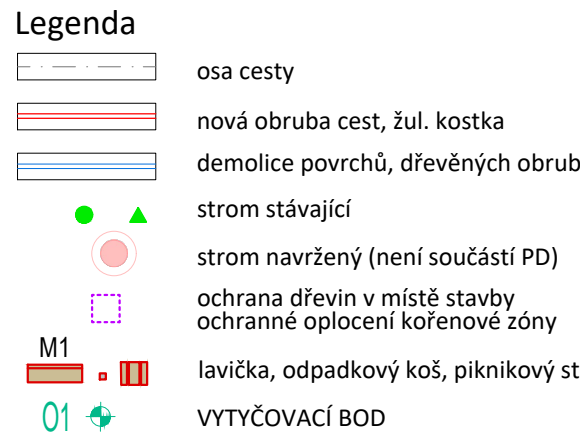 Legenda
osa cesty
nová obruba cest, žul. kostka
demolice povrchů, dřevěných obrub
strom stávající
strom navržený (není součástí PD)
ochrana dřevin v místě stavby
ochranné oplocení kořenové zóny
M1
lavička, odpadkový koš, piknikový st
01 VYTYČOVACÍ BOD